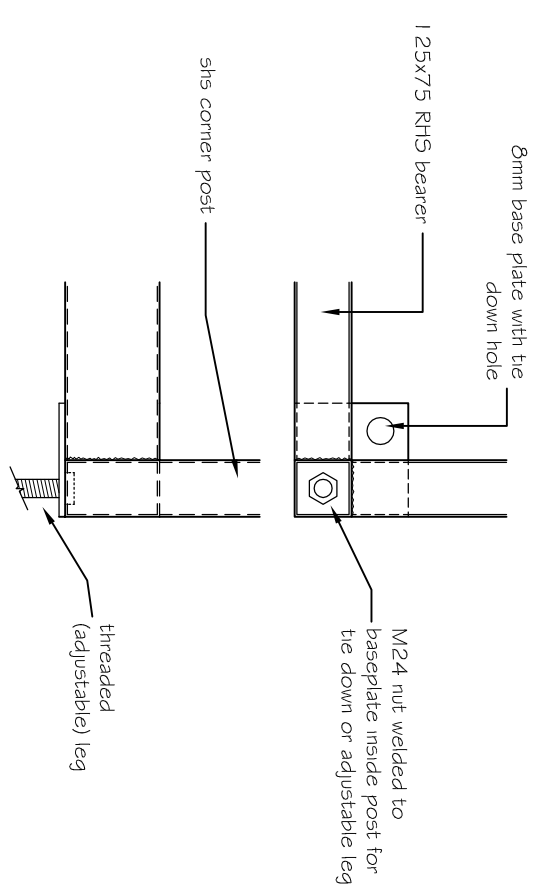 8mm base plate with tie
down hole
125x75 RHS bearer
shs corner post
M24 nut welded to
baseplate inside post for
tie down or adjustable leg
threaded
(adjustable) leg